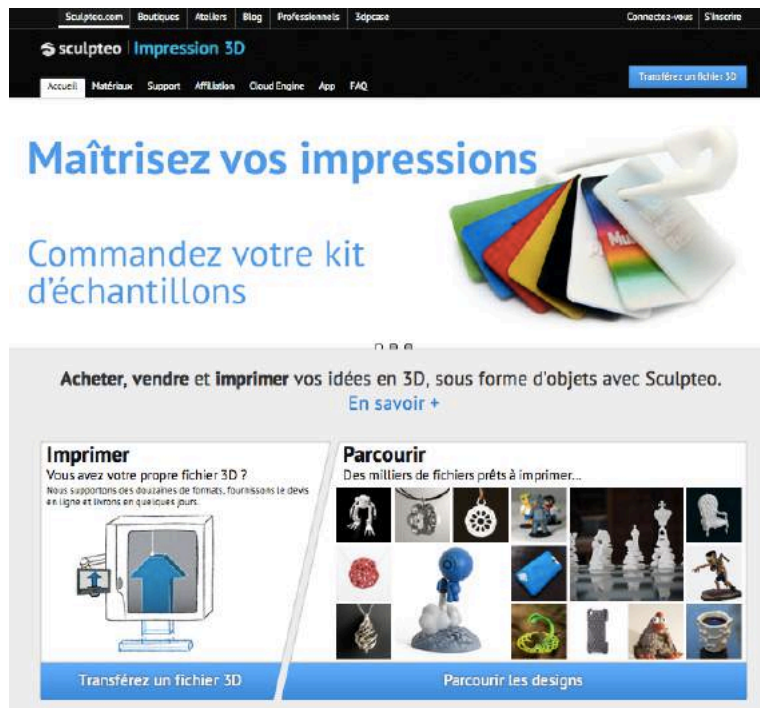 Sculpteo.com Boutiques Ateliers Blog Professionnels 3dpcase Connectez-vous S'inscrire
sculpteo Impression 3D
Transférez un fichier 3D
Accueil Matériaux Support Affiliation Cloud Engine App FAQ
Maîtrisez vos impressions
Commandez votre kit
d'échantillons
Acheter, vendre et imprimer vos idées en 3D, sous forme d'objets avec Sculpteo.
En savoir +
Imprimer
Vous avez votre propre fichier 3D ?
Nous supportons des douzaines de formats, fournissons le devis
en ligne et livrons en quelques jours.
Parcourir
Des milliers de fichiers prêts à imprimer...
Transférez un fichier 3D
Parcourir les designs